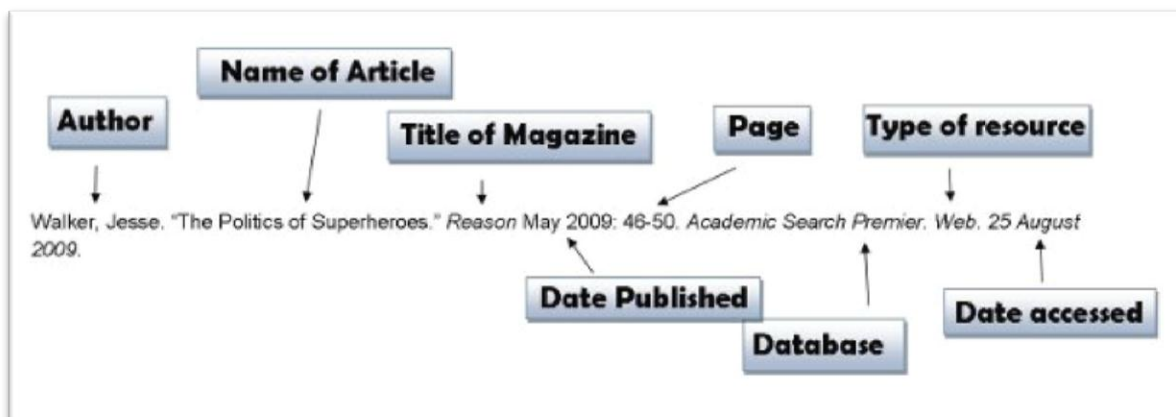 Name of Article
Author
Title of Magazine
Page
Type of resource
Walker, Jesse. "The Politics of Superheroes." Reason May 2009: 46-50. Academic Search Premier. Web. 25 August
2009.
Date Published
Database
Date accessed